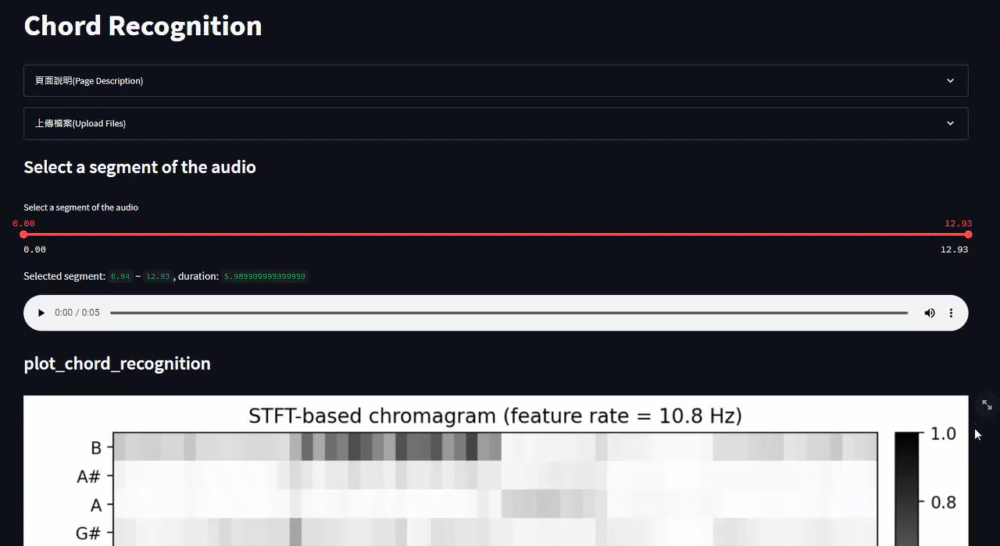 Chord Recognition
頁面說明(Page Description)
上傳檔案(Upload Files)
Select a segment of the audio
Select a segment of the audio
0.00 12.93
0.00 12.93
Selected segment: 0.94 ~ 12.93 , duration: 5.989999999999999
0:00 / 0:05
plot_chord_recognition
STFT-based chromagram (feature rate = 10.8 Hz)
B 1.0
A#
A 0.8
G#